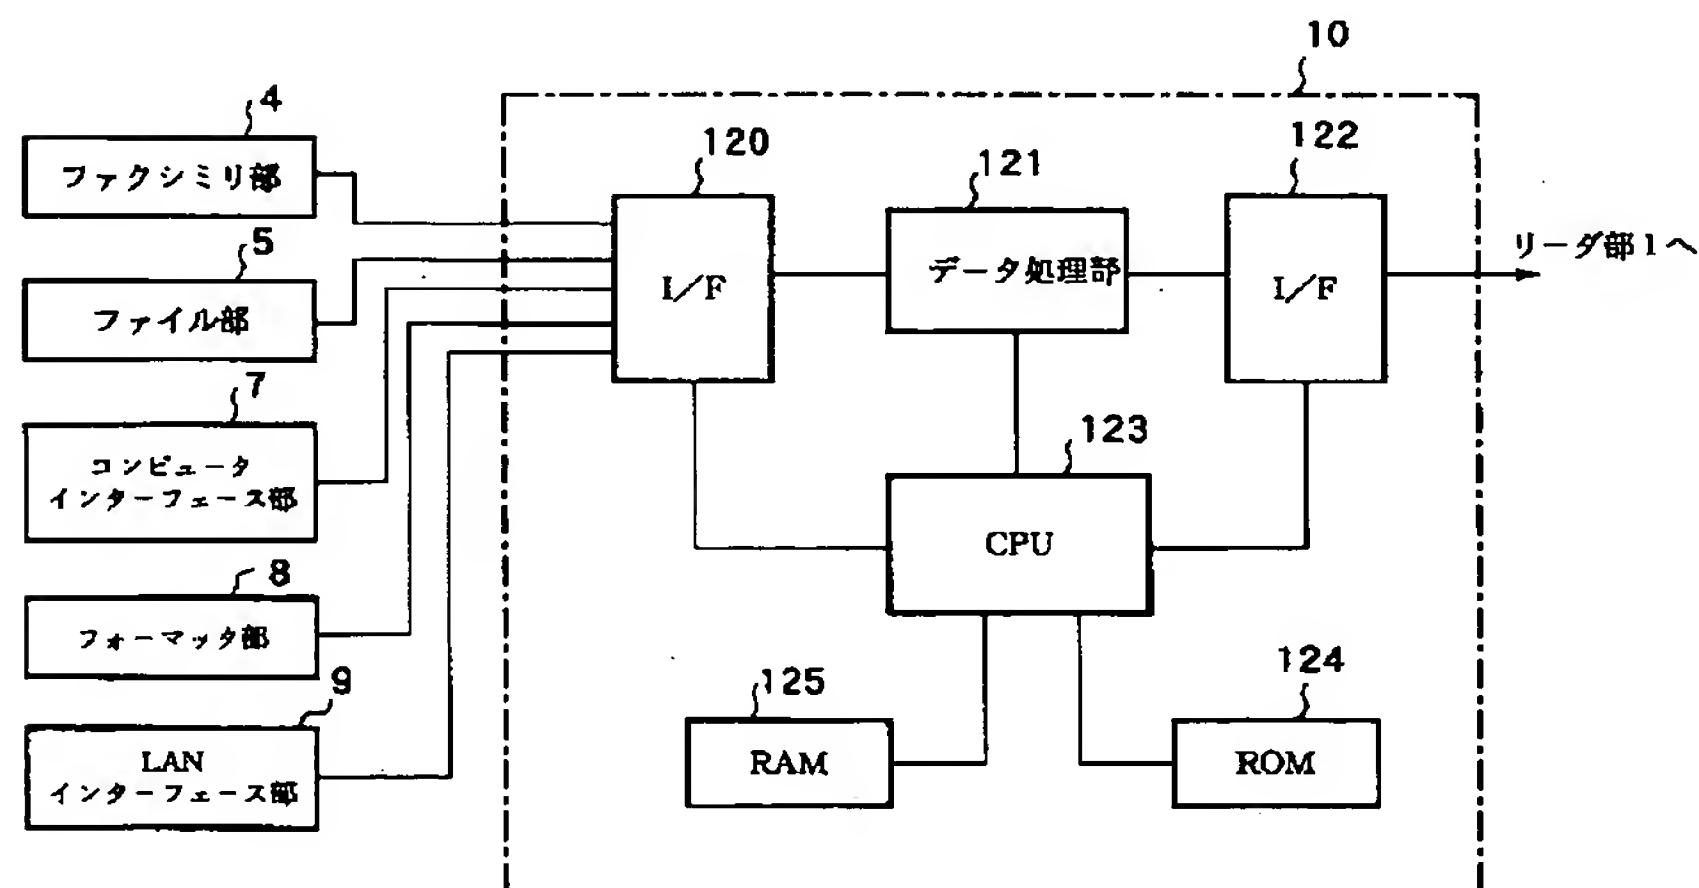 10
4
ファクシミリ部
120
121
122
5
ファイル部
I/F
データ処理部
I/F
リーダ部1へ
7
コンピュータ
インターフェース部
123
CPU
8
フォーマッタ部
9
LAN
インターフェース部
125
RAM
124
ROM